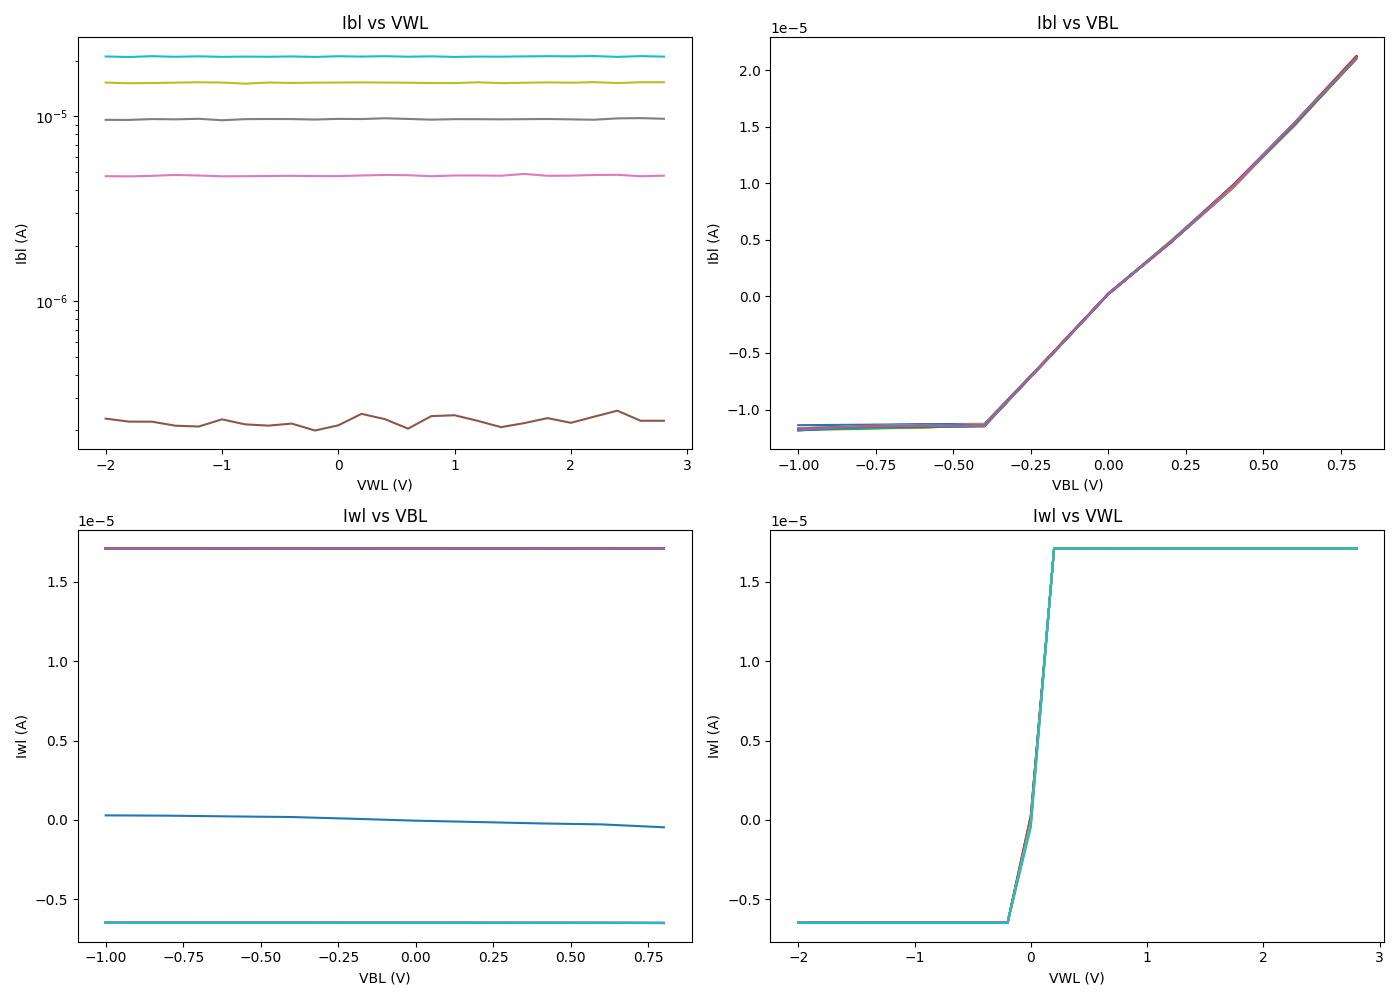 Ibl vs VWL
Ibl (A)
10⁻⁵
10⁻⁶
−2 −1 0 1 2 3
VWL (V)
Ibl vs VBL
1e−5
Ibl (A)
2.0
1.5
1.0
0.5
0.0
−0.5
−1.0
−1.00 −0.75 −0.50 −0.25 0.00 0.25 0.50 0.75
VBL (V)
Iwl vs VBL
1e−5
Iwl (A)
1.5
1.0
0.5
0.0
−0.5
−1.00 −0.75 −0.50 −0.25 0.00 0.25 0.50 0.75
VBL (V)
Iwl vs VWL
1e−5
Iwl (A)
1.5
1.0
0.5
0.0
−0.5
−2 −1 0 1 2 3
VWL (V)